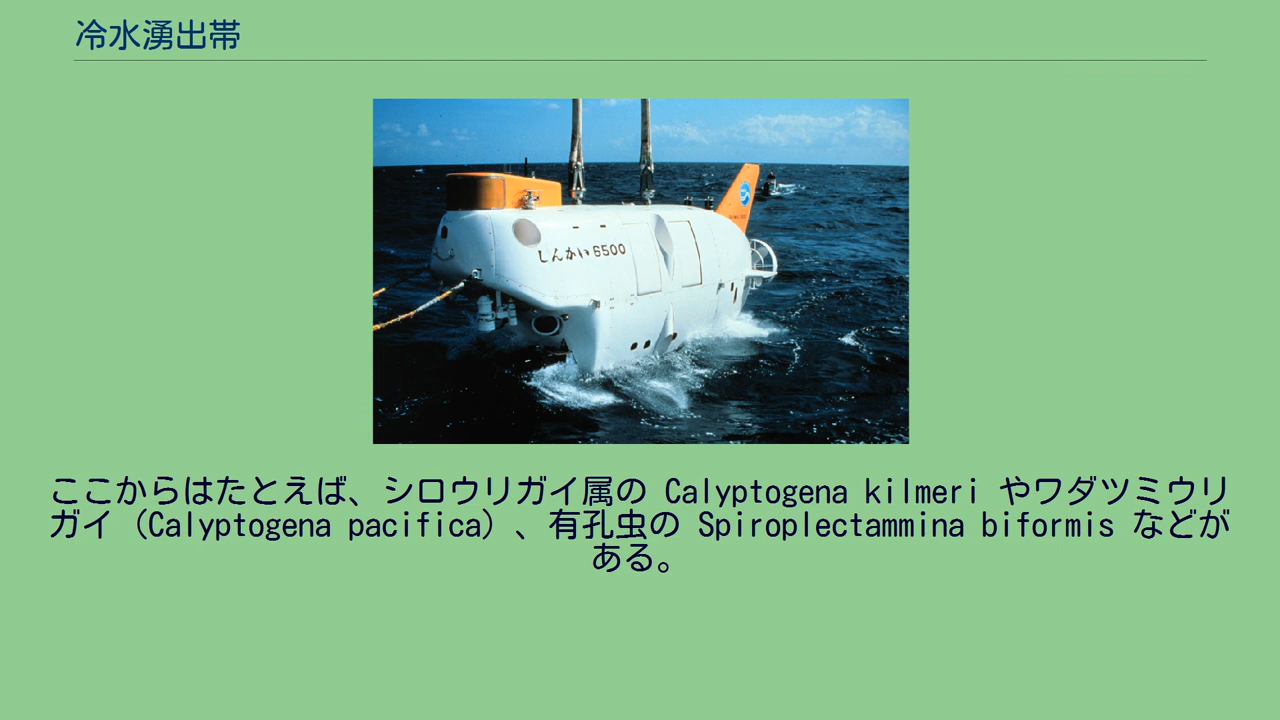 冷水湧出帯
しんかい6500
ここからはたとえば、シロウリガイ属の Calyptogena kilmeri やワダツミウリ
ガイ (Calyptogena pacifica) 、有孔虫の Spiroplectammina biformis などが
ある。